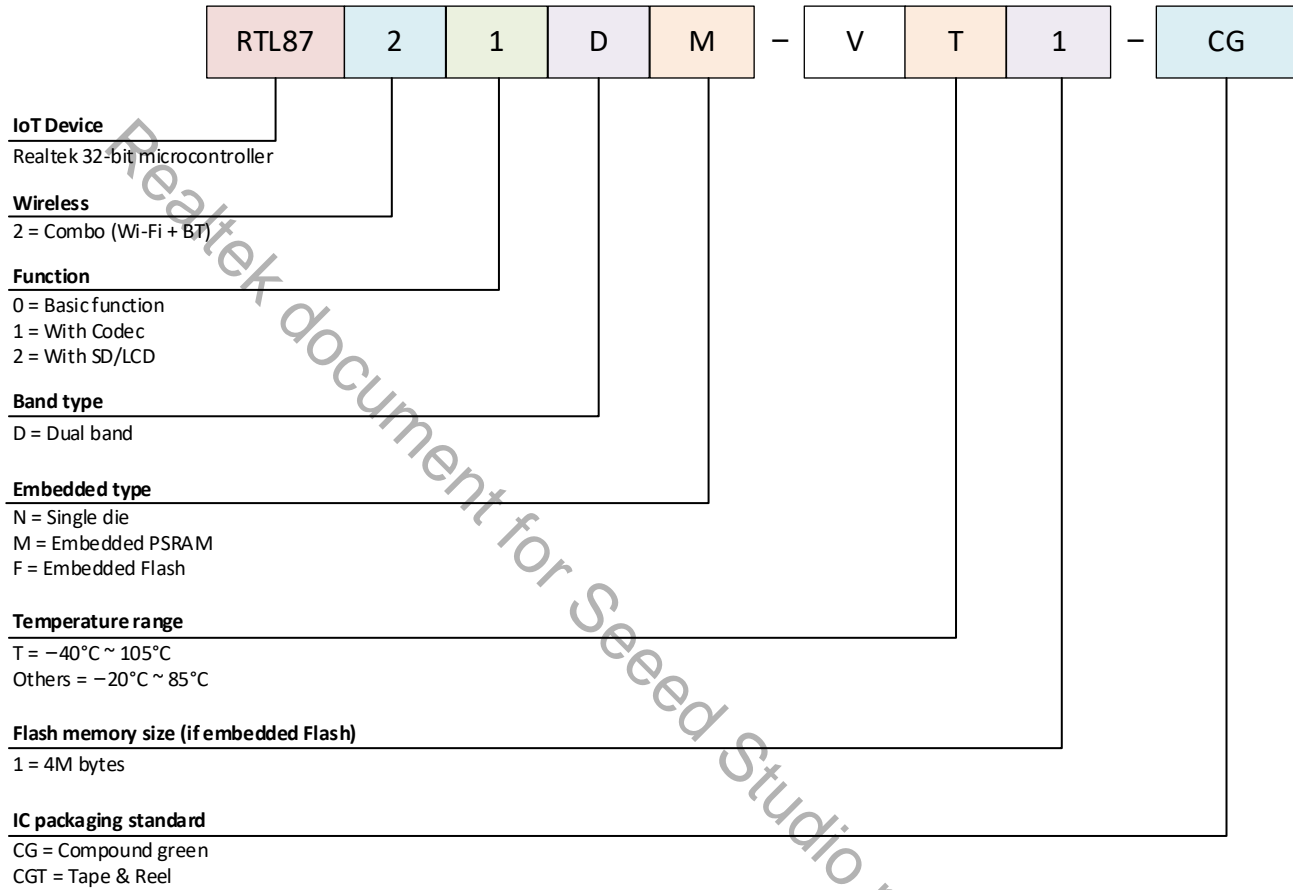 RTL87 2 1 D M – V T 1 – CG
IoT Device
Realtek 32-bit microcontroller
Wireless
2 = Combo (Wi-Fi + BT)
Function
0 = Basic function
1 = With Codec
2 = With SD/LCD
Band type
D = Dual band
Embedded type
N = Single die
M = Embedded PSRAM
F = Embedded Flash
Temperature range
T = −40°C ~ 105°C
Others = −20°C ~ 85°C
Flash memory size (if embedded Flash)
1 = 4M bytes
IC packaging standard
CG = Compound green
CGT = Tape & Reel
Realtek document for Seeed Studio